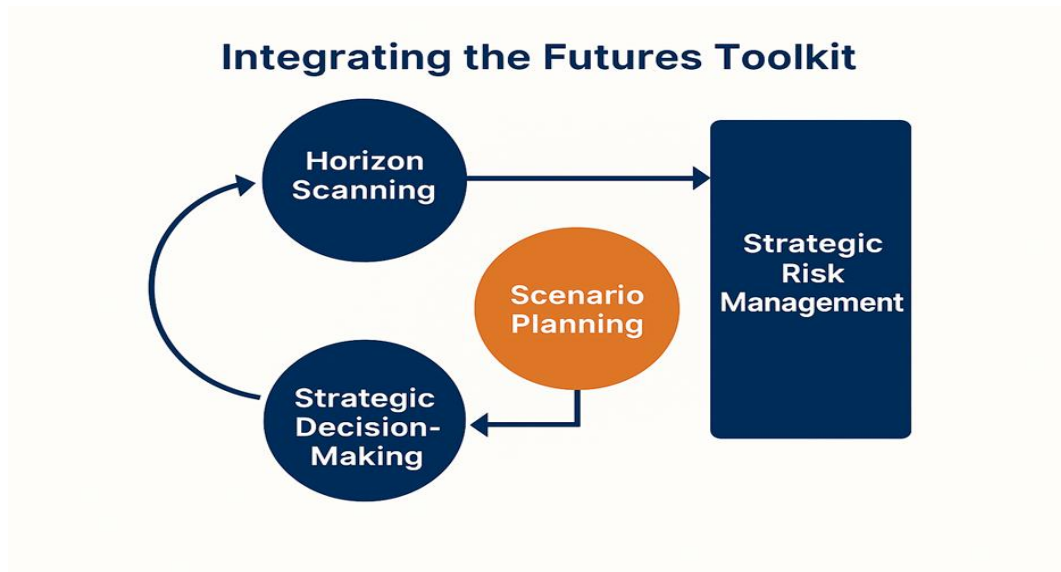 Integrating the Futures Toolkit
Horizon
Scanning
Scenario
Planning
Strategic
Risk
Management
Strategic
Decision-
Making